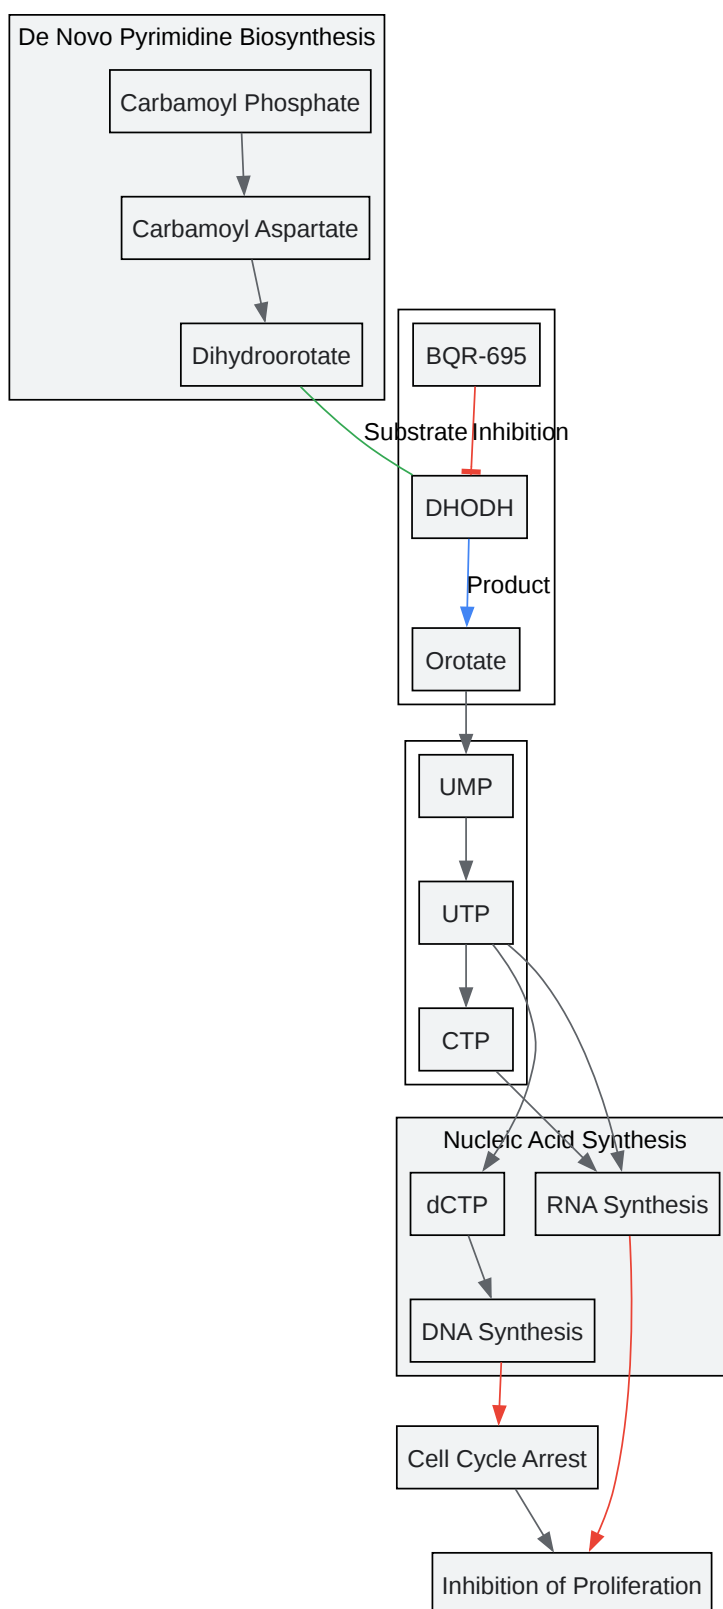 De Novo Pyrimidine Biosynthesis
Carbamoyl Phosphate
Carbamoyl Aspartate
Dihydroorotate
BQR-695
Substrate
Inhibition
DHODH
Product
Orotate
UMP
UTP
CTP
Nucleic Acid Synthesis
dCTP
RNA Synthesis
DNA Synthesis
Cell Cycle Arrest
Inhibition of Proliferation